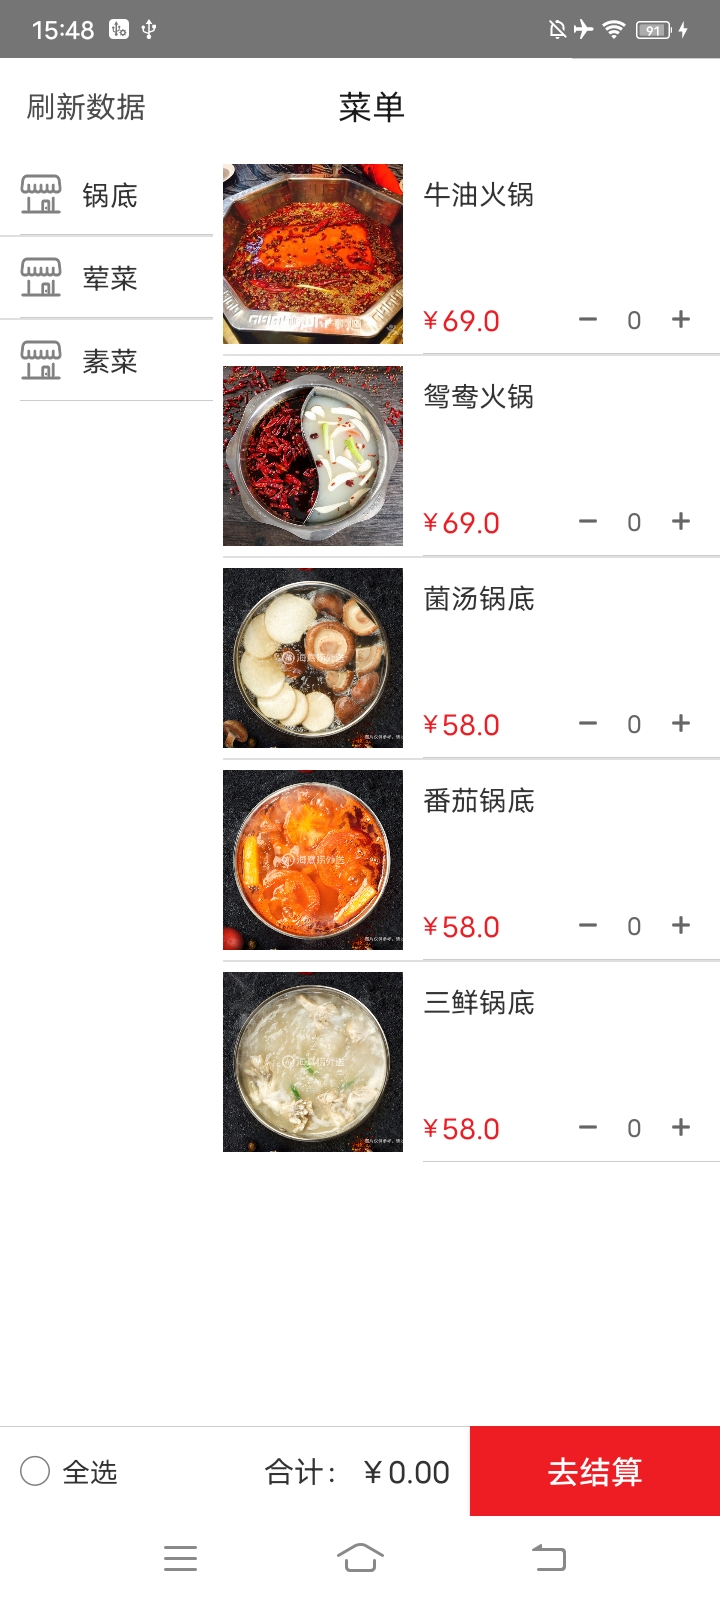 15:48
91
刷新数据
菜单
锅底
荤菜
素菜
牛油火锅
¥69.0
0
鸳鸯火锅
¥69.0
0
菌汤锅底
¥58.0
0
番茄锅底
¥58.0
0
三鲜锅底
¥58.0
0
全选
合计： ¥0.00
去结算